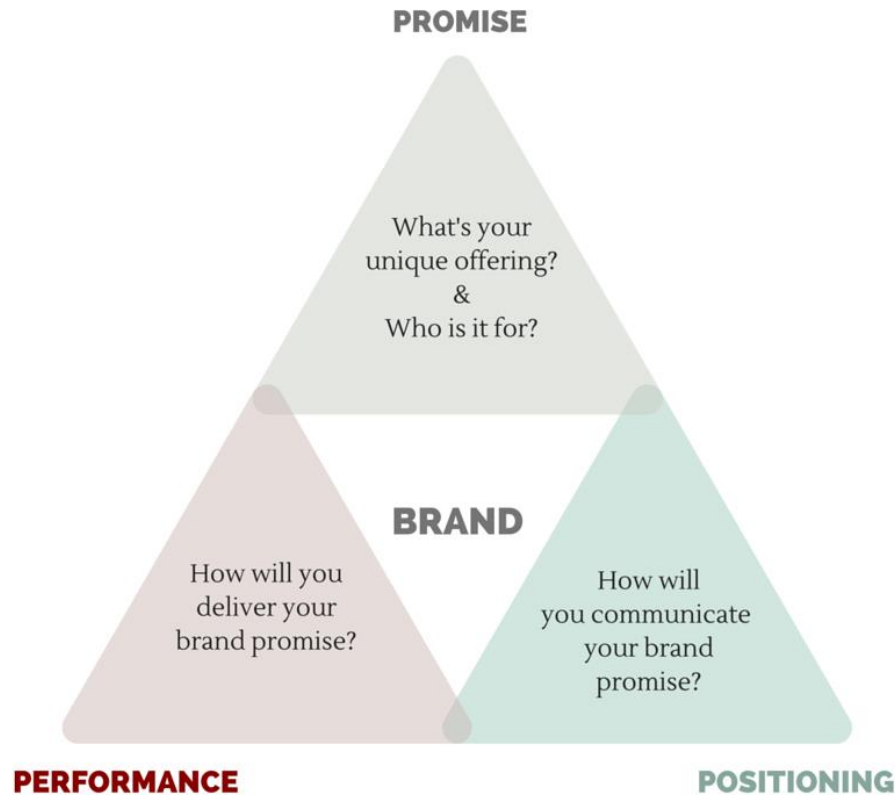 PROMISE
What's your
unique offering?
&
Who is it for?
BRAND
How will you
deliver your
brand promise?
How will
you communicate
your brand
promise?
PERFORMANCE
POSITIONING